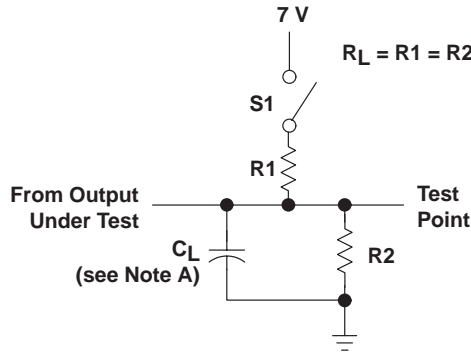 7 V
RL = R1 = R2
S1
R1
From Output
Under Test
Test
Point
CL
(see Note A)
R2